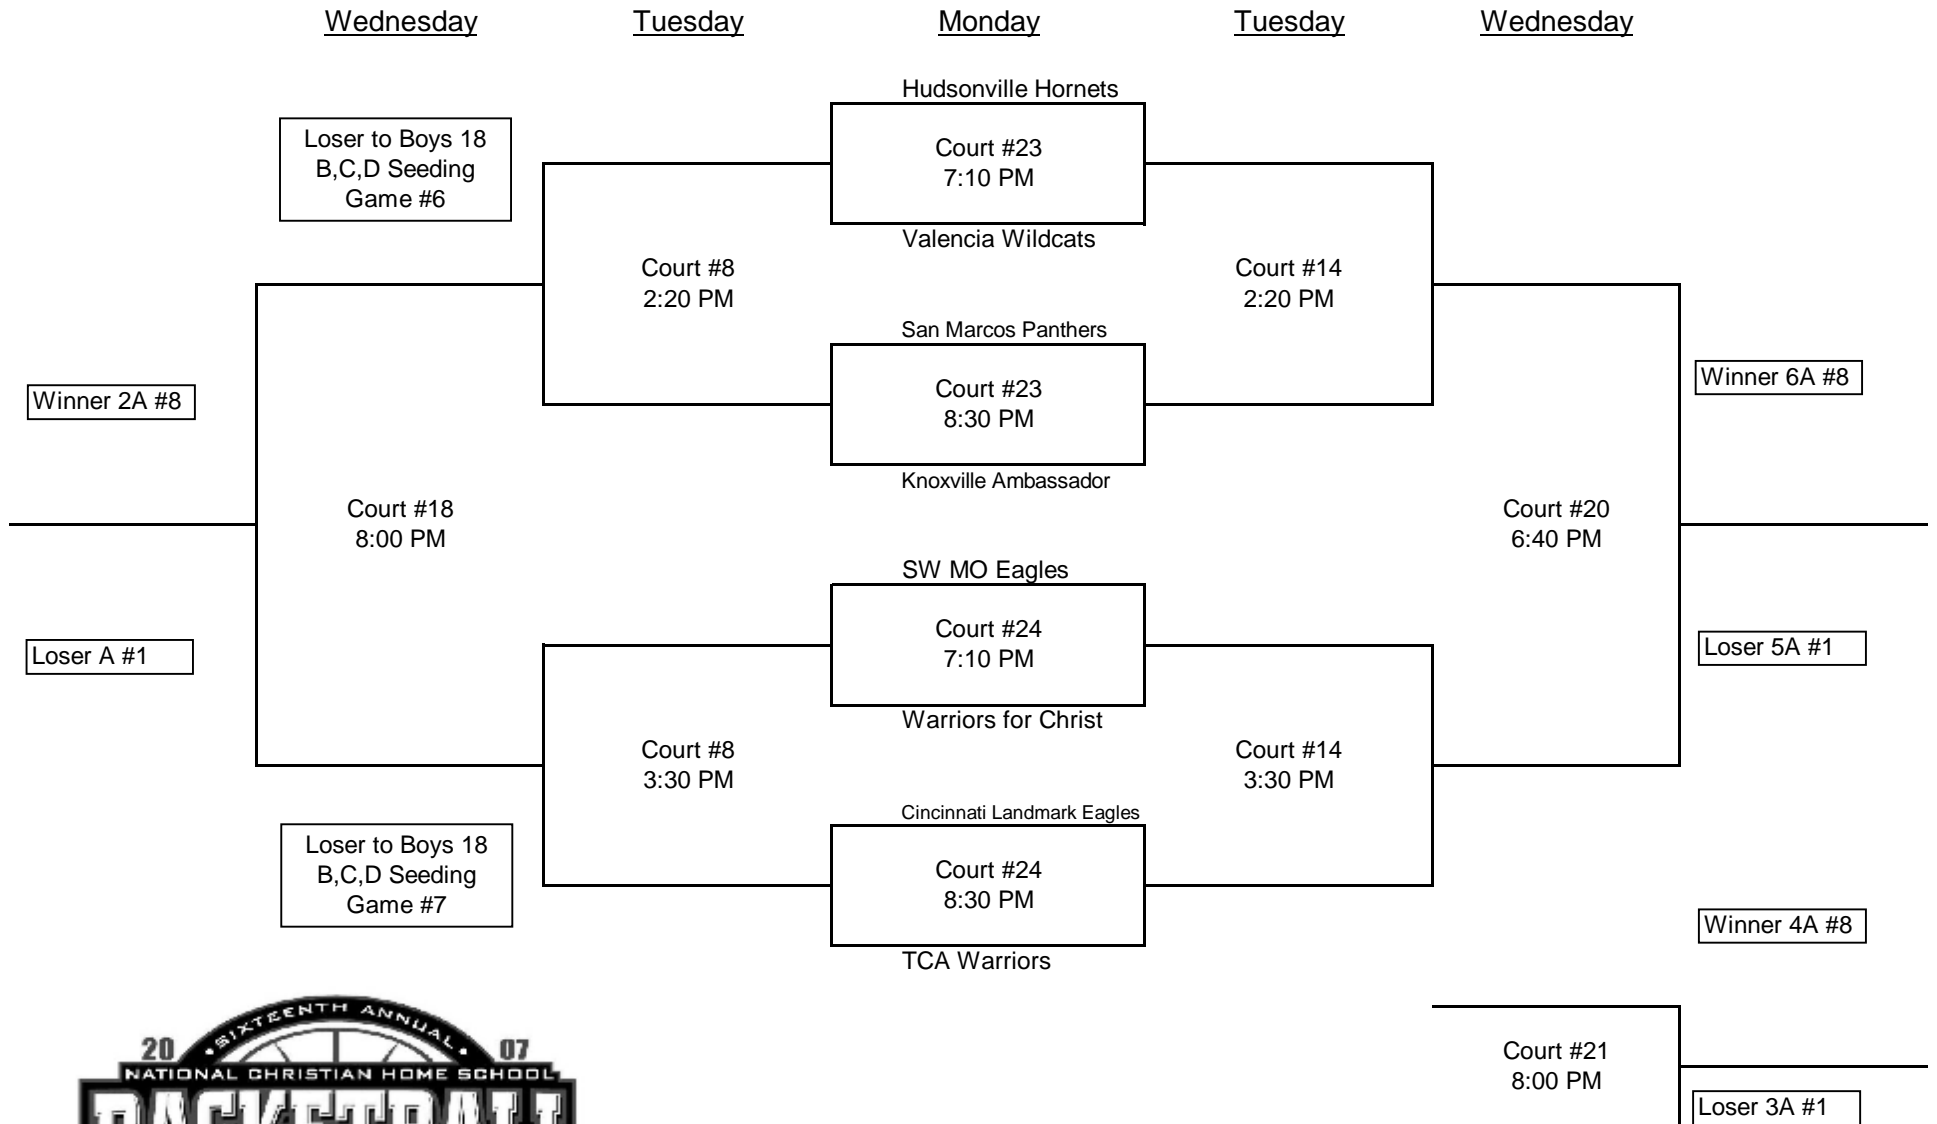 Wednesday Tuesday Monday Tuesday Wednesday
Hudsonville Hornets
Loser to Boys 18
B,C,D Seeding
Game #6
Court #23
7:10 PM
Valencia Wildcats
Court #8
2:20 PM
Court #14
2:20 PM
San Marcos Panthers
Winner 2A #8
Court #23
8:30 PM
Winner 6A #8
Knoxville Ambassador
Court #18
8:00 PM
Court #20
6:40 PM
SW MO Eagles
Loser A #1
Court #24
7:10 PM
Loser 5A #1
Warriors for Christ
Court #8
3:30 PM
Court #14
3:30 PM
Cincinnati Landmark Eagles
Loser to Boys 18
B,C,D Seeding
Game #7
Court #24
8:30 PM
Winner 4A #8
TCA Warriors
SIXTEENTH ANNUAL
20 07
NATIONAL CHRISTIAN HOME SCHOOL
BASKETBALL
Court #21
8:00 PM
Loser 3A #1